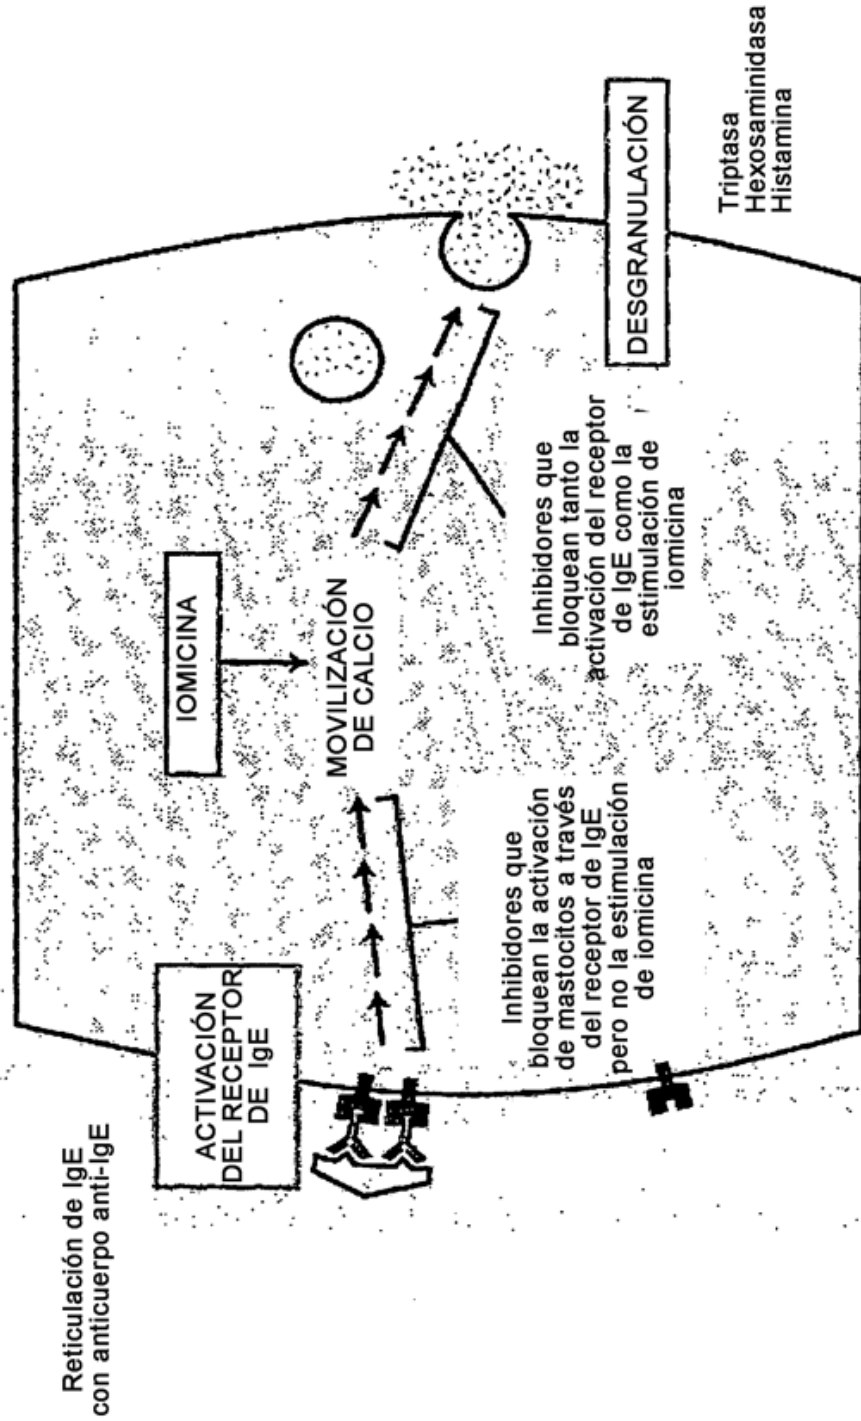 Reticulación de IgE
con anticuerpo anti-IgE
ACTIVACIÓN
DEL RECEPTOR
DE IgE
IOMICINA
MOVILIZACIÓN
DE CALCIO
Inhibidores que
bloquean la activación
de mastocitos a través
del receptor de IgE
pero no la estimulación
de iomicina
Inhibidores que
bloquean tanto la
activación del receptor
de IgE como la
estimulación de
iomicina
DESGRANULACIÓN
Triptasa
Hexosaminidasa
Histamina